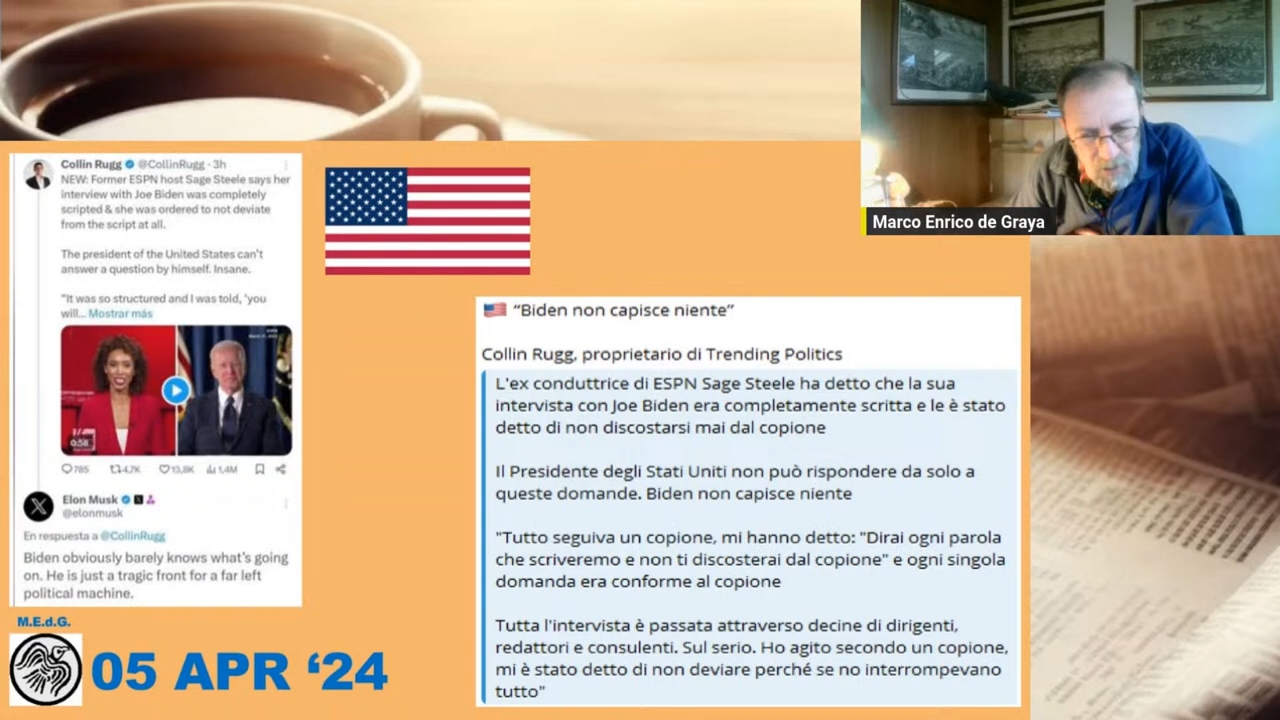 Collin Rugg @CollinRugg · 3h
NEW: Former ESPN host Sage Steele says her
interview with Joe Biden was completely
scripted & she was ordered to not deviate
from the script at all.
The president of the United States can't
answer a question by himself. Insane.
"It was so structured and I was told, 'you
will... Mostrar más
0:58
785 4,7K 13,8K 1,4M
Elon Musk
@elonmusk
En respuesta a @CollinRugg
Biden obviously barely knows what's going
on. He is just a tragic front for a far left
political machine.
M.E.d.G.
05 APR ‘24
Marco Enrico de Graya
“Biden non capisce niente”
Collin Rugg, proprietario di Trending Politics
L'ex conduttrice di ESPN Sage Steele ha detto che la sua
intervista con Joe Biden era completamente scritta e le è stato
detto di non discostarsi mai dal copione
Il Presidente degli Stati Uniti non può rispondere da solo a
queste domande. Biden non capisce niente
"Tutto seguiva un copione, mi hanno detto: "Dirai ogni parola
che scriveremo e non ti discosterai dal copione" e ogni singola
domanda era conforme al copione
Tutta l'intervista è passata attraverso decine di dirigenti,
redattori e consulenti. Sul serio. Ho agito secondo un copione,
mi è stato detto di non deviare perché se no interrompevano
tutto"